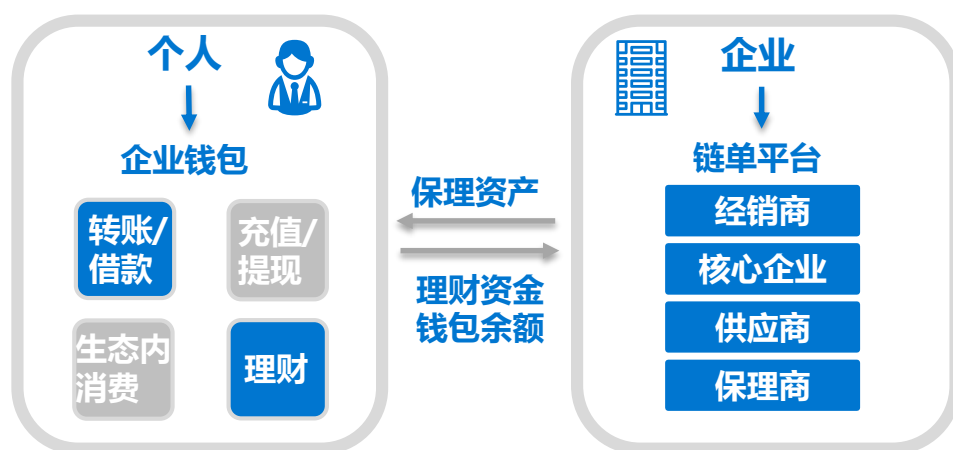 个人
企业钱包
转账/
借款
充值/
提现
生态内
消费
理财
保理资产
理财资金
钱包余额
企业
链单平台
经销商
核心企业
供应商
保理商